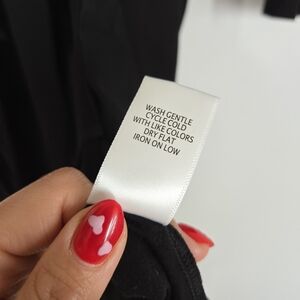 WASH GENTLE
CYCLE COLD
WITH LIKE COLORS
DRY FLAT
IRON ON LOW